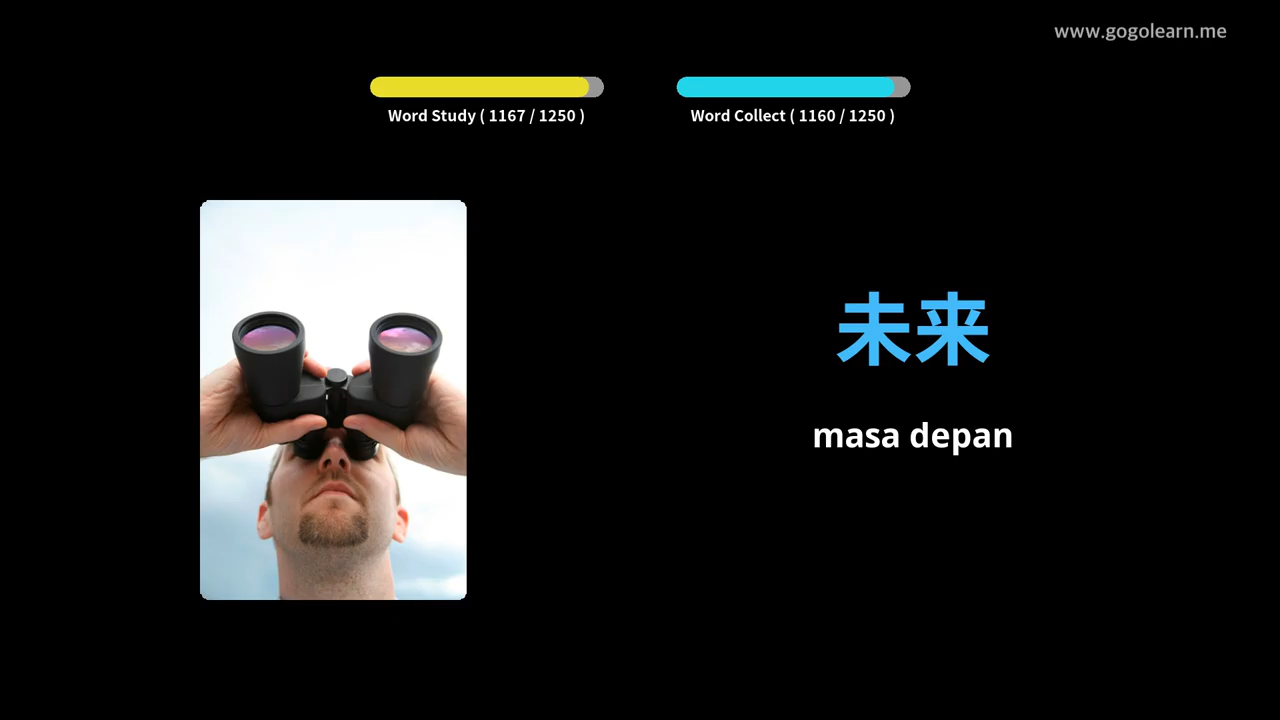 www.gogolearn.me
Word Study ( 1167 / 1250 )
Word Collect ( 1160 / 1250 )
未来
masa depan